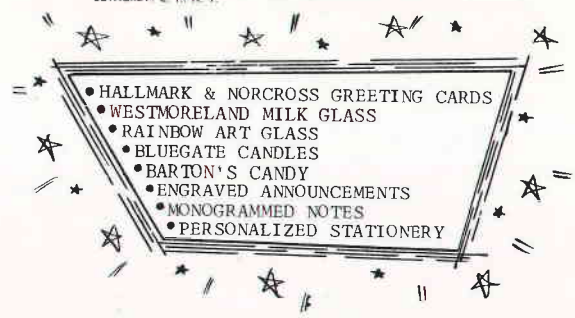 • HALLMARK & NORCROSS GREETING CARDS
• WESTMORELAND MILK GLASS
• RAINBOW ART GLASS
• BLUEGATE CANDLES
• BARTON'S CANDY
• ENGRAVED ANNOUNCEMENTS
• MONOGRAMMED NOTES
• PERSONALIZED STATIONERY